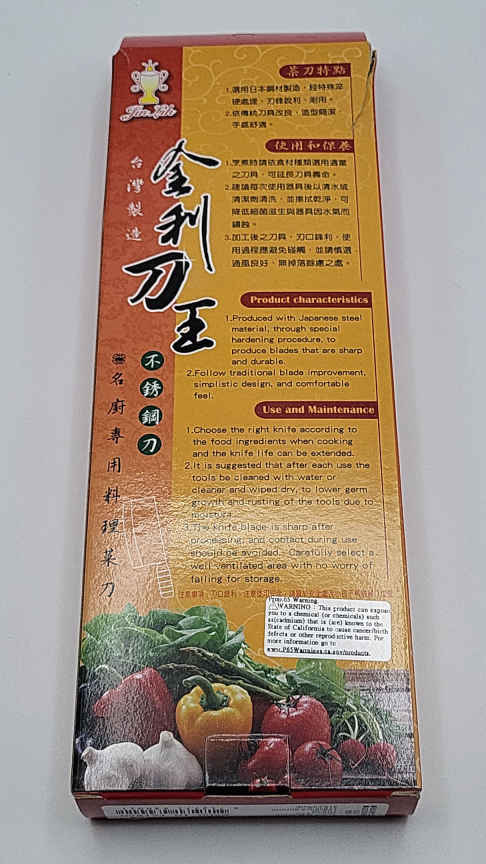 Jin Lih
台灣製造
金利刀王
不銹鋼刀
名廚專用料理菜刀
菜刀特點
1.選用日本鋼材製造，經特殊淬
硬處理，刃鋒銳利、耐用。
2.依傳統刀具改良，造型簡潔，
手感舒適。
使用和保養
1.烹煮時請依食材種類選用適當
之刀具，可延長刀具壽命。
2.建議每次使用器具後以清水或
清潔劑清洗，並擦拭乾淨，可
降低細菌滋生與器具因水氣而
鏽蝕。
3.加工後之刀具，刀口鋒利，使
用過程應避免碰觸，並請慎選
通風良好、無掉落餘慮之處。
Product characteristics
1.Produced with Japanese steel
material, through special
hardening procedure, to
produce blades that are sharp
and durable.
2.Follow traditional blade improvement,
simplistic design, and comfortable
feel.
Use and Maintenance
1.Choose the right knife according to
the food ingredients when cooking
and the knife life can be extended.
2.It is suggested that after each use the
tools be cleaned with water or
cleaner and wiped dry, to lower germ
growth and rusting of the tools due to
moisture.
3.The knife blade is sharp after
processing, and contact during use
should be avoided. Carefully select a
well ventilated area with no worry of
falling for storage.
Prop.65 Warning
⚠WARNING : This product can expose
you to a chemical (or chemicals) such
as(cadmium) that is (are) known to the
State of California to cause cancer/birth
defects or other reproductive harm. For
more information go to
www.P65Warnings.ca.gov/products.